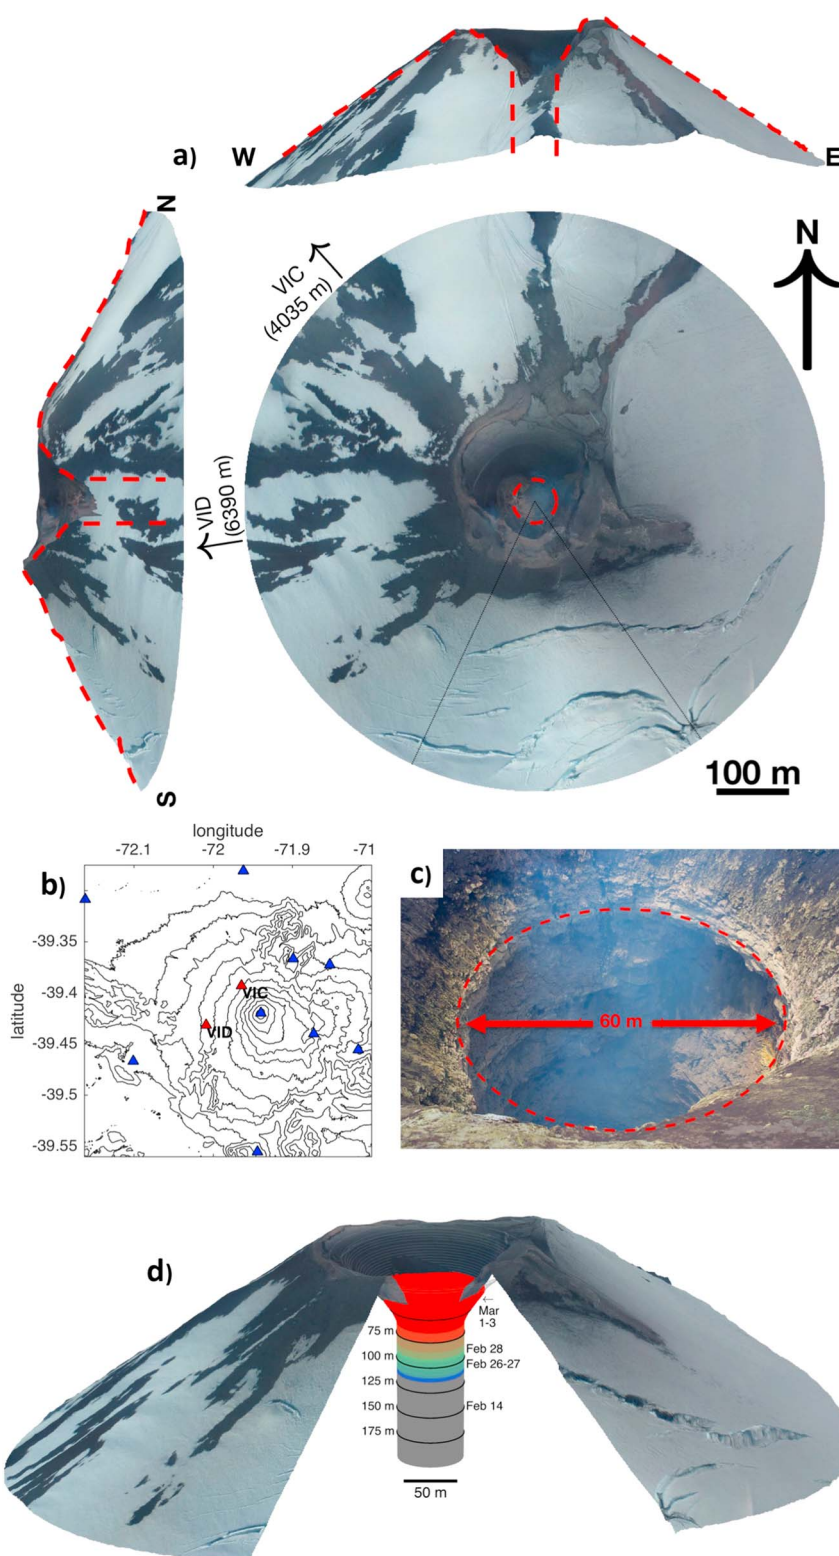 a)
W
E
N
S
VIC
(4035 m)
VID
(6390 m)
N
100 m
b)
longitude
-72.1
-72
-71.9
-71
latitude
-39.35
-39.4
-39.45
-39.5
-39.55
VIC
VID
c)
60 m
d)
Mar
1-3
75 m
Feb 28
100 m
Feb 26-27
125 m
150 m
Feb 14
175 m
50 m